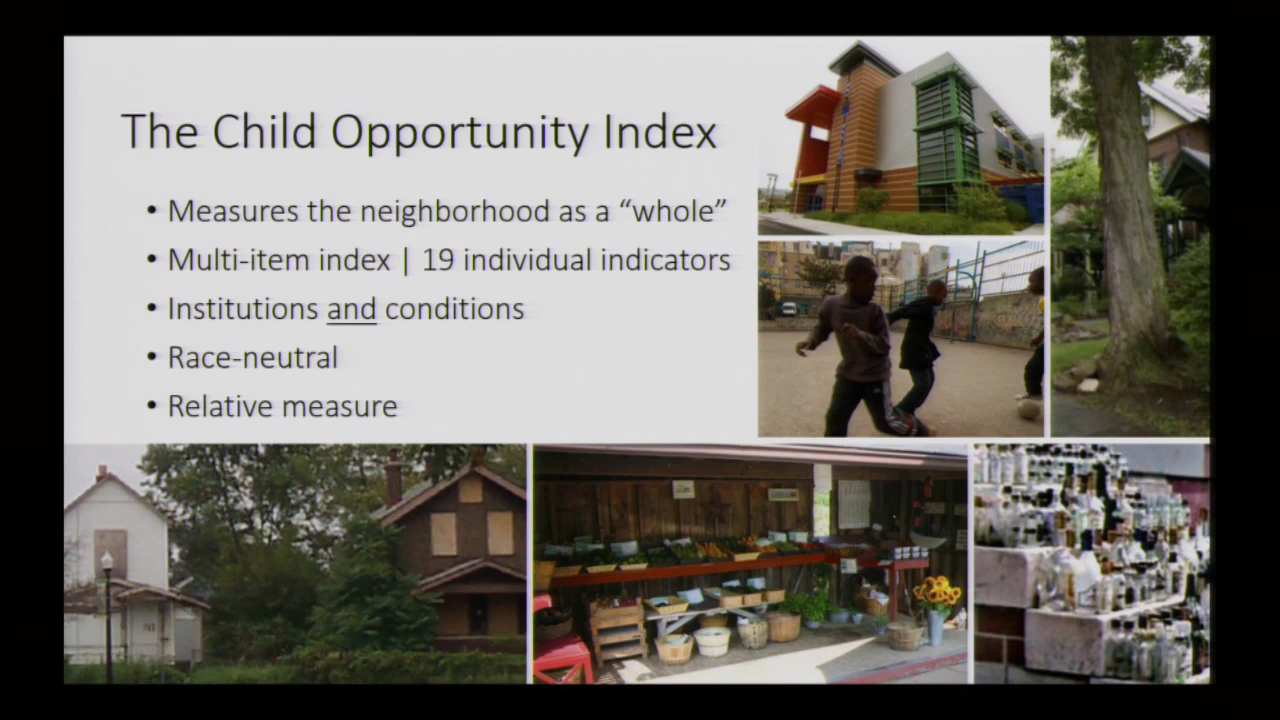 The Child Opportunity Index
• Measures the neighborhood as a “whole”
• Multi-item index | 19 individual indicators
• Institutions and conditions
• Race-neutral
• Relative measure